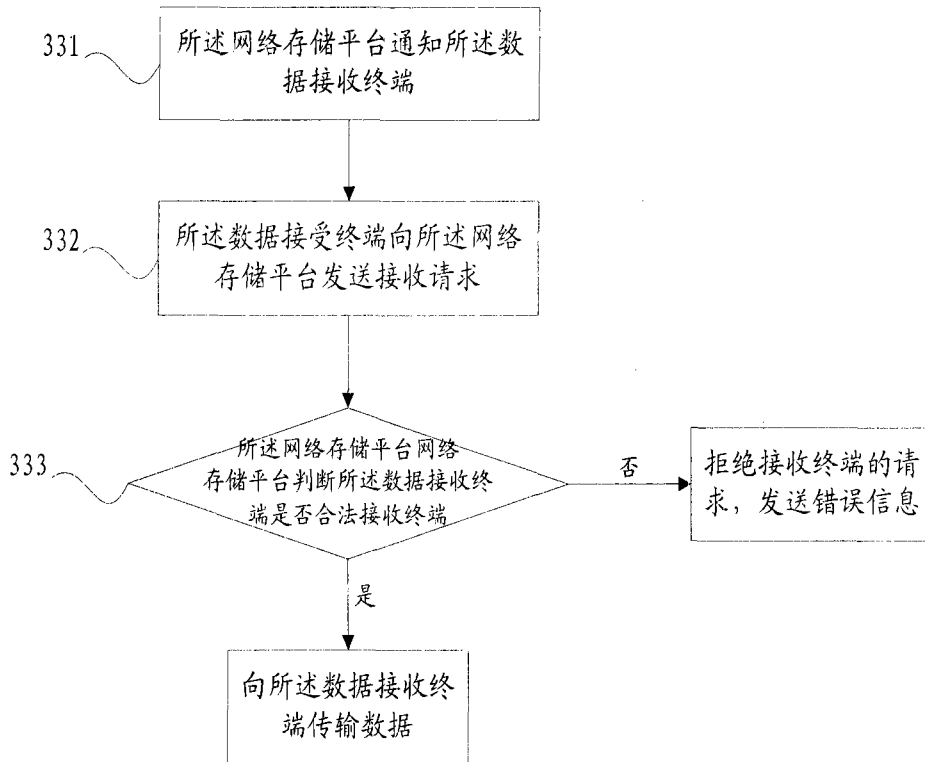 331
所述网络存储平台通知所述数
据接收终端
332
所述数据接受终端向所述网络
存储平台发送接收请求
333
所述网络存储平台网络
存储平台判断所述数据接收终
端是否合法接收终端
否
拒绝接收终端的请
求，发送错误信息
是
向所述数据接收终
端传输数据